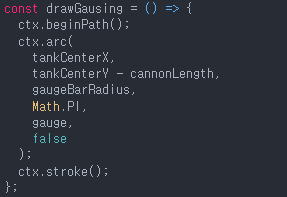 const drawGausing = () => {
ctx.beginPath();
ctx.arc(
tankCenterX,
tankCenterY - cannonLength,
gaugeBarRadius,
Math.PI,
gauge,
false
);
ctx.stroke();
};